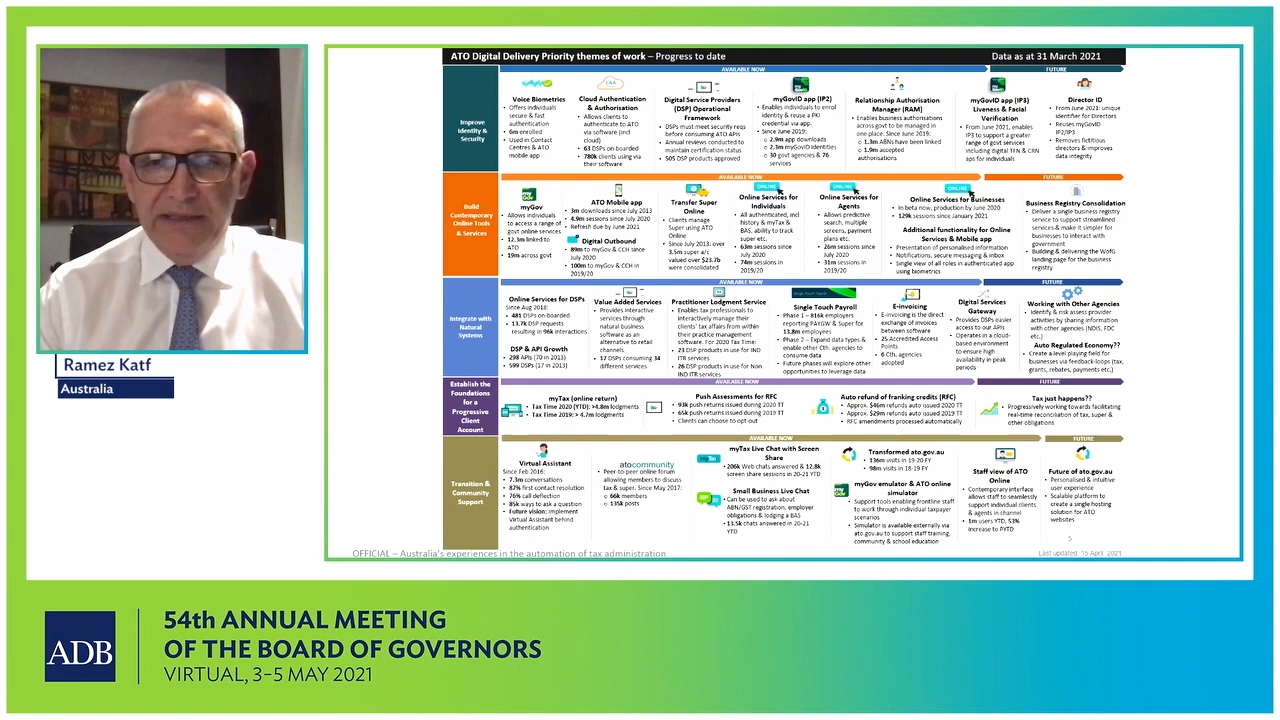 ATO Digital Delivery Priority themes of work – Progress to date
Data as at 31 March 2021
AVAILABLE NOW
FUTURE
Improve
Identity &
Security
Voice Biometrics
• Offers individuals
secure & fast
authentication
• 6m enrolled
• Used in Contact
Centres & ATO
mobile app
CAA
Cloud Authentication
& Authorisation
• Allows clients to
authenticate to ATO
via software (incl
cloud)
• 63 DSPs on-boarded
• 780k clients using via
their software
Digital Service Providers
(DSP) Operational
Framework
• DSPs must meet security reqs
before consuming ATO APIs
• Annual reviews conducted to
maintain certification status
• 505 DSP products approved
myGovID app (IP2)
• Enables individuals to enrol
identity & reuse a PKI
credential via app.
• Since June 2019:
o 2.9m app downloads
o 2.3m myGovID identities
o 30 govt agencies & 76
services
Relationship Authorisation
Manager (RAM)
• Enables business authorisations
across govt to be managed in
one place. Since June 2019:
o 1.3m ABNs have been linked
o 1.9m accepted
authorisations
myGovID app (IP3)
Liveness & Facial
Verification
• From June 2021, enables
IP3 to support a greater
range of govt services
including digital TFN & CRN
aps for individuals
Director ID
• From June 2021: unique
identifier for Directors
• Reuses myGovID
IP2/IP3
• Removes fictitious
directors & improves
data integrity
AVAILABLE NOW
FUTURE
Build
Contemporary
Online Tools
& Services
myGov
• Allows individuals
to access a range of
govt online services
• 12.3m linked to
ATO
• 19m across govt
ATO Mobile app
• 3m downloads since July 2013
• 4.9m sessions since July 2020
• Refresh due by June 2021
Digital Outbound
• 89m to myGov & CCH since
July 2020
• 100m to myGov & CCH in
2019/20
Transfer Super
Online
• Clients manage
Super using ATO
Online
• Since July 2013: over
3.5m super a/c
valued over $23.7b
were consolidated
ONLINE
Online Services for
Individuals
• All authenticated, incl
history & myTax &
BAS, ability to track
super etc.
• 63m sessions since
July 2020
• 74m sessions in
2019/20
ONLINE
Online Services for
Agents
• Allows predictive
search, multiple
screens, payment
plans etc.
• 26m sessions since
July 2020
• 31m sessions in
2019/20
ONLINE
Online Services for Businesses
• In beta now, production by June 2020
• 129k sessions since January 2021
Additional functionality for Online
Services & Mobile app
• Presentation of personalised information
• Notifications, secure messaging & inbox
• Single view of all roles in authenticated app
using biometrics
Business Registry Consolidation
• Deliver a single business registry
service to support streamlined
services & make it simpler for
businesses to interact with
government
• Building & delivering the WofG
landing page for the business
registry
AVAILABLE NOW
FUTURE
Integrate with
Natural
Systems
Online Services for DSPs
Since Aug 2018:
• 481 DSPs on-boarded
• 13.7k DSP requests
resulting in 96k interactions
DSP & API Growth
• 298 APIs (70 in 2013)
• 599 DSPs (17 in 2013)
Value Added Services
• Provides interactive
services through
natural business
software as an
alternative to retail
channels
• 17 DSPs consuming 34
different services
Practitioner Lodgment Service
• Enables tax professionals to
interactively manage their
clients' tax affairs from within
their practice management
software. For 2020 Tax Time:
• 23 DSP products in use for IND
ITR services
• 26 DSP products in use for Non
IND ITR services
Single Touch Payroll
Single Touch Payroll
• Phase 1 – 816k employers
reporting PAYGW & Super for
13.8m employees
• Phase 2 – Expand data types &
enable other Cth. agencies to
consume data
• Future phases will explore other
opportunities to leverage data
E-invoicing
• E-invoicing is the direct
exchange of invoices
between software
• 25 Accredited Access
Points.
• 6 Cth. agencies
adopted
Digital Services
Gateway
• Provides DSPs easier
access to our APIs
• Operates in a cloud-
based environment
to ensure high
availability in peak
periods
Working with Other Agencies
• Identify & risk assess provider
activities by sharing information
with other agencies (NDIS, FDC
etc.)
Auto Regulated Economy??
• Create a level playing field for
businesses via feedback-loops (tax,
grants, rebates, payments etc,)
AVAILABLE NOW
FUTURE
Establish the
Foundations
for a
Progressive
Client
Account
myTax (online return)
• Tax Time 2020 (YTD): >4.8m lodgments
• Tax Time 2019: > 4.7m lodgments
Push Assessments for RFC
• 93k push returns issued during 2020 TT
• 65k push returns issued during 2019 TT
• Clients can choose to opt-out
Auto refund of franking credits (RFC)
• Approx. $46m refunds auto issued 2020 TT
• Approx. $29m refunds auto issued 2019 TT
• RFC amendments processed automatically
Tax just happens??
• Progressively working towards facilitating
real-time reconciliation of tax, super &
other obligations
AVAILABLE NOW
FUTURE
Transition &
Community
Support
Virtual Assistant
Since Feb 2016:
• 7.3m conversations
• 87% first contact resolution
• 76% call deflection
• 85k ways to ask a question
• Future vision: implement
Virtual Assistant behind
authentication
atocommunity
• Peer-to-peer online forum
allowing members to discuss
tax & super. Since May 2017:
o 66k members
o 135k posts
myTax Live Chat with Screen
Share
• 206k Web chats answered & 12.8k
screen share sessions in 20-21 YTD
Small Business Live Chat
• Can be used to ask about
ABN/GST registration, employer
obligations & lodging a BAS
• 13.5k chats answered in 20-21
YTD
Transformed ato.gov.au
• 136m visits in 19-20 FY
• 98m visits in 18-19 FY
myGov emulator & ATO online
simulator
• Support tools enabling frontline staff
to work through individual taxpayer
scenarios
• Simulator is available externally via
ato.gov.au to support staff training,
community & school education
Staff view of ATO
Online
• Contemporary interface
allows staff to seamlessly
support individual clients
& agents in channel
• 1m users YTD, 53%
increase to PYTD
Future of ato.gov.au
• Personalised & intuitive
user experience
• Scalable platform to
create a single hosting
solution for ATO
websites
5
OFFICIAL – Australia's experiences in the automation of tax administration
Last updated: 15 April 2021
Ramez Katf
Australia
ADB
54th ANNUAL MEETING
OF THE BOARD OF GOVERNORS
VIRTUAL, 3–5 MAY 2021